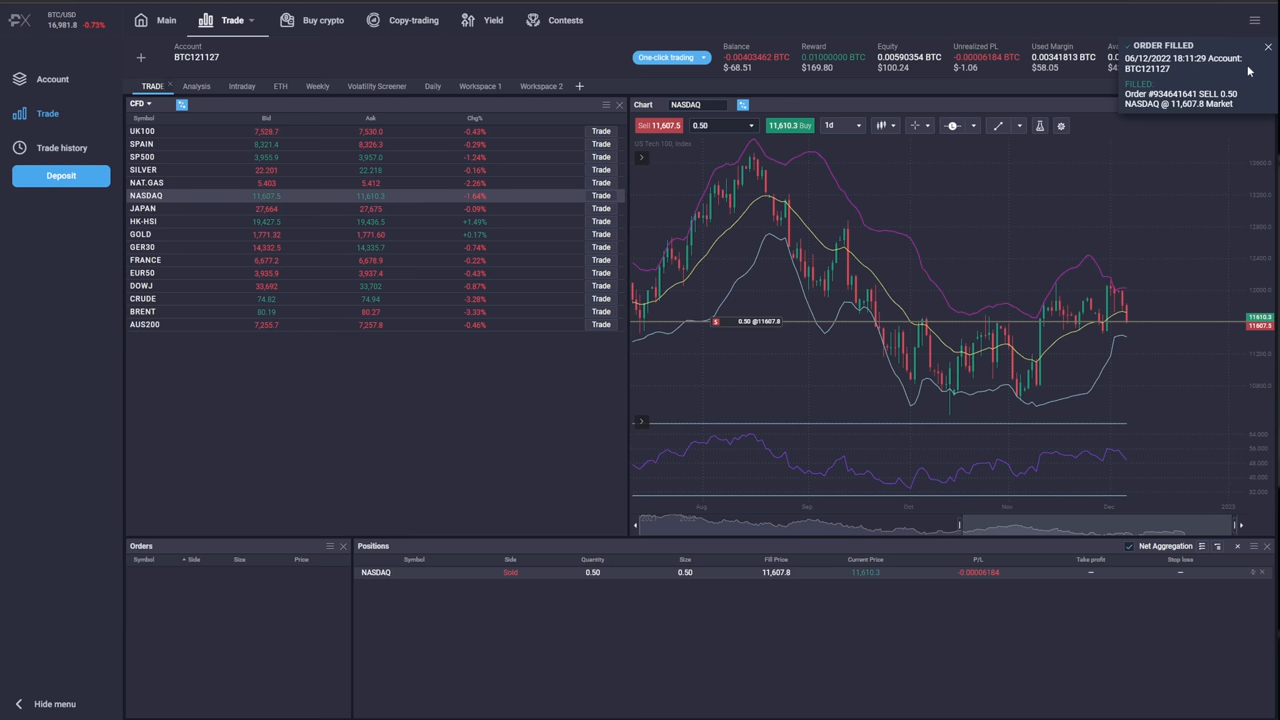 BTC/USD
16,981.8 -0.73%
Main
Trade
Buy crypto
Copy-trading
Yield
Contests
Account
BTC121127
One-click trading
Balance Reward Equity Unrealized PL Used Margin
-0.00403462 BTC 0.01000000 BTC 0.00590354 BTC -0.00006184 BTC 0.00341813 BTC
$-68.51 $169.80 $100.24 $-1.06 $58.05
ORDER FILLED
06/12/2022 18:11:29 Account:
BTC121127
FILLED:
Order #934641641 SELL 0.50
NASDAQ @ 11,607.8 Market
Account
Trade
Trade history
Deposit
Hide menu
TRADE Analysis Intraday ETH Weekly Volatility Screener Daily Workspace 1 Workspace 2
CFD
Symbol Bid Ask Chg%
UK100 7,528.7 7,530.0 -0.43% Trade
SPAIN 8,321.4 8,326.3 -0.29% Trade
SP500 3,955.9 3,957.0 -1.24% Trade
SILVER 22.201 22.218 -0.16% Trade
NAT.GAS 5.403 5.412 -2.26% Trade
NASDAQ 11,607.5 11,610.3 -1.64% Trade
JAPAN 27,664 27,675 -0.09% Trade
HK-HSI 19,427.5 19,436.5 +1.49% Trade
GOLD 1,771.32 1,771.60 +0.17% Trade
GER30 14,332.5 14,335.7 -0.74% Trade
FRANCE 6,677.2 6,678.9 -0.22% Trade
EUR50 3,935.9 3,937.4 -0.43% Trade
DOWJ 33,692 33,702 -0.87% Trade
CRUDE 74.82 74.94 -3.28% Trade
BRENT 80.19 80.27 -3.33% Trade
AUS200 7,255.7 7,257.8 -0.46% Trade
Chart NASDAQ
Sell 11,607.5 0.50 11,610.3 Buy 1d
US Tech 100, Index
0.50 @11607.8
12800.0
12400.0
12000.0
11610.3
11607.5
11200.0
10800.0
64.000
56.000
48.000
40.000
32.000
Aug Sep Oct Nov Dec 2023
2021 2022
Orders
Symbol Side Size Price
Positions
Net Aggregation
Symbol Side Quantity Size Fill Price Current Price P/L Take profit Stop loss
NASDAQ Sold 0.50 0.50 11,607.8 11,610.3 -0.00006184 – –